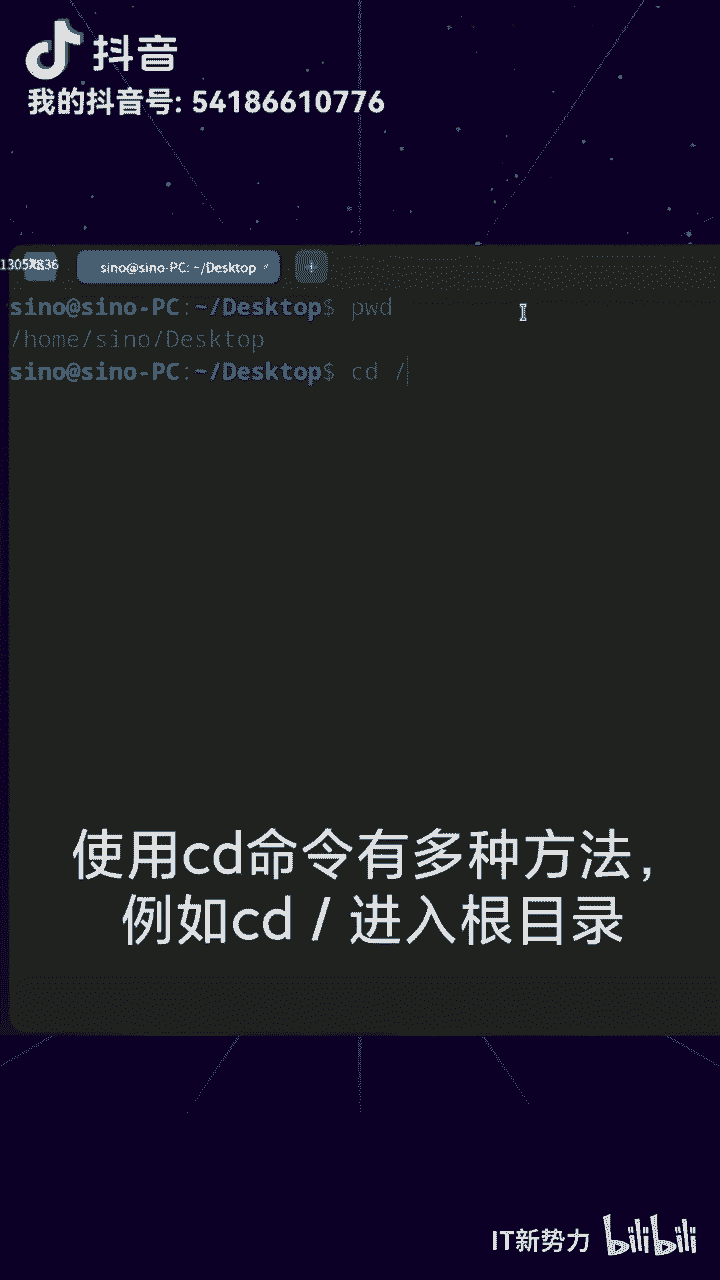 抖音
我的抖音号: 54186610776
sino@sino-PC: ~/Desktop
sino@sino-PC:~/Desktop$ pwd
/home/sino/Desktop
sino@sino-PC:~/Desktop$ cd /
使用cd命令有多种方法，
例如cd / 进入根目录
IT新势力 bilibili